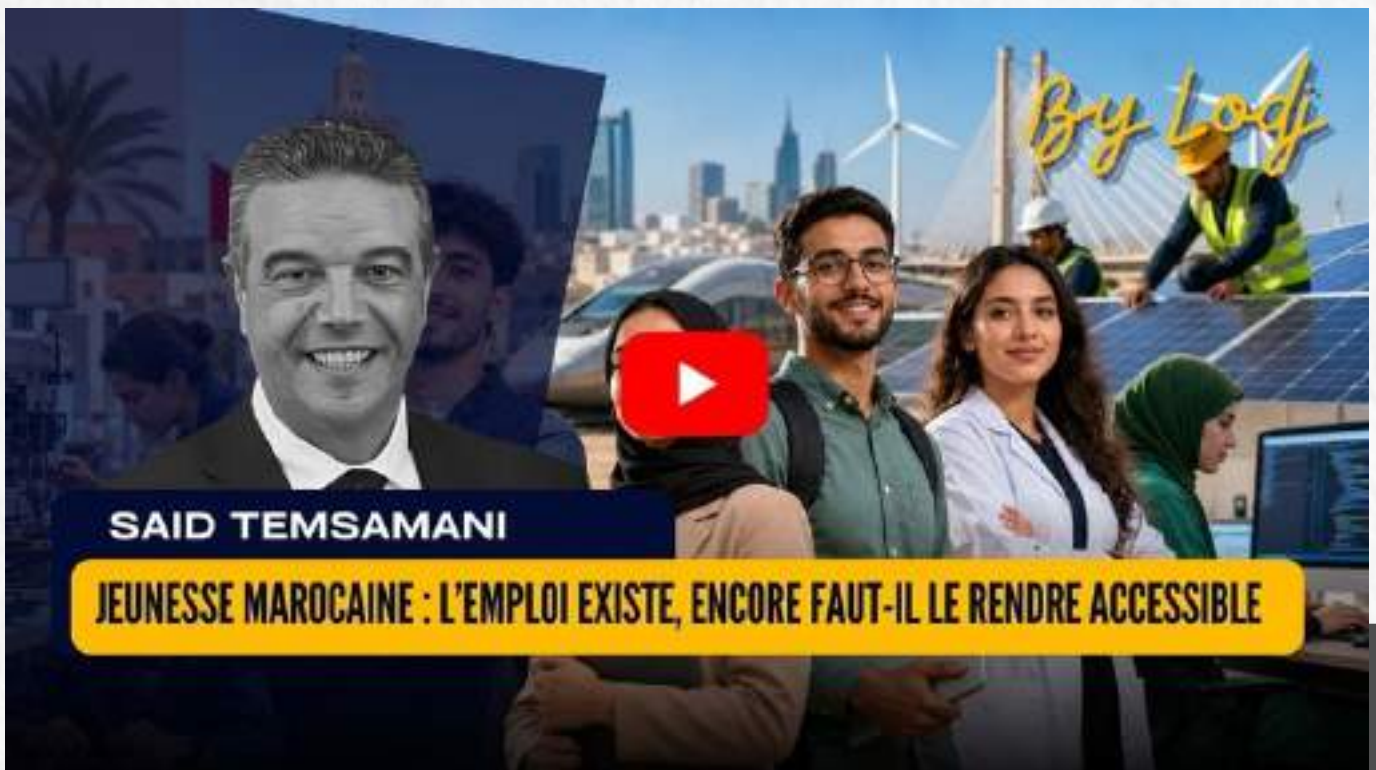 By Lodj
SAID TEMSAMANI
JEUNESSE MAROCAINE : L'EMPLOI EXISTE, ENCORE FAUT-IL LE RENDRE ACCESSIBLE